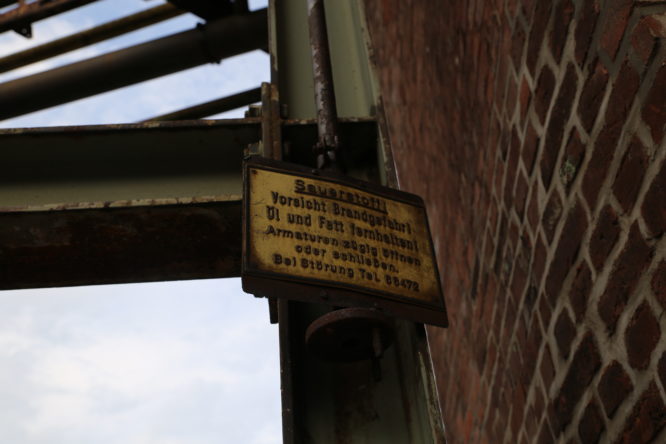 Sauerstoff!
Vorsicht Brandgefahr!
Öl und Fett fernhalten!
Armaturen zügig öffnen
oder schließen.
Bei Störung Tel. 66472